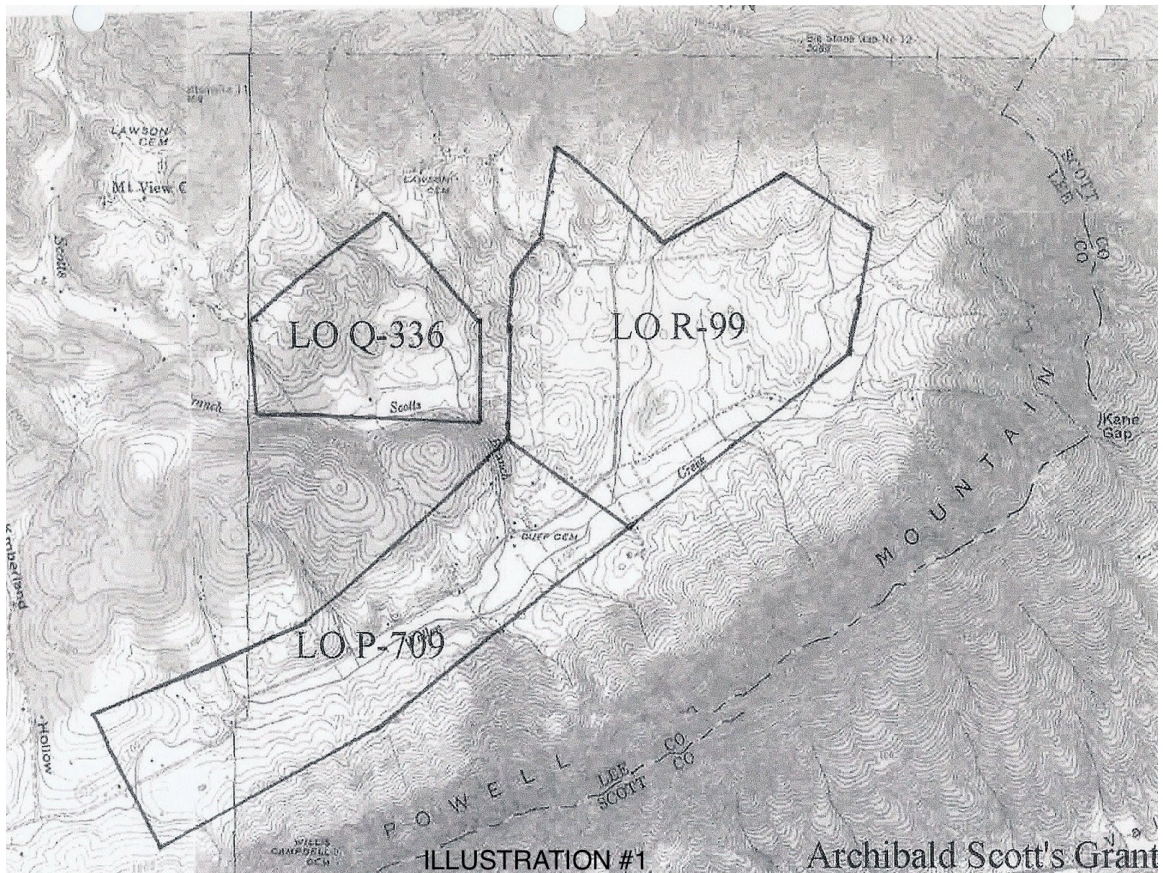 Big Stone Gap No 12
LAWSON
CEM
Mt View C
LAWSON
CEM
SCOTT
LEE
CO
CO
Scotts
LO Q-336
LO R-99
ranch
Scotts
Kane
Gap
Creek
DUFF CEM
MOUNTAIN
LO P-709
Hollow
POWELL
LEE CO
SCOTT CO
WILLIS
CAMPBELL
CEM
ILLUSTRATION #1
Archibald Scott's Grant